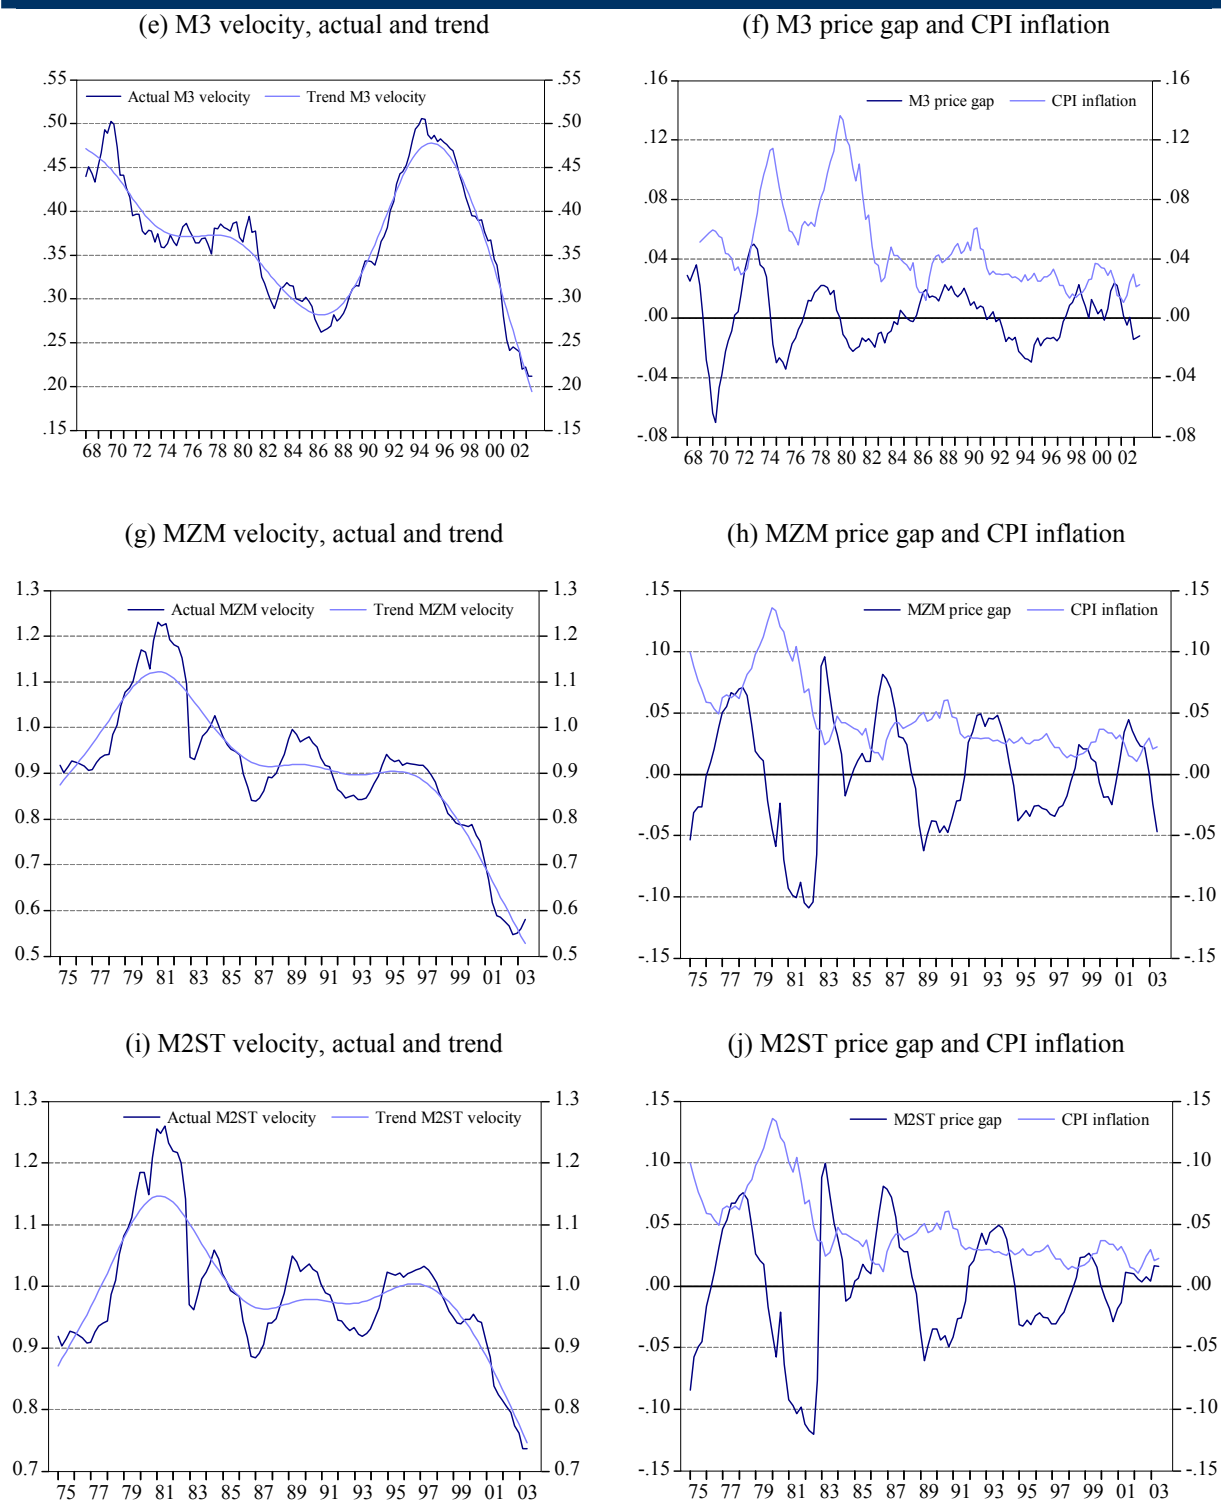 (e) M3 velocity, actual and trend
.55 .55
Actual M3 velocity Trend M3 velocity
.50 .50
.45 .45
.40 .40
.35 .35
.30 .30
.25 .25
.20 .20
.15 .15
68 70 72 74 76 78 80 82 84 86 88 90 92 94 96 98 00 02
(f) M3 price gap and CPI inflation
.16 .16
M3 price gap CPI inflation
.12 .12
.08 .08
.04 .04
.00 .00
-.04 -.04
-.08 -.08
68 70 72 74 76 78 80 82 84 86 88 90 92 94 96 98 00 02
(g) MZM velocity, actual and trend
1.3 1.3
Actual MZM velocity Trend MZM velocity
1.2 1.2
1.1 1.1
1.0 1.0
0.9 0.9
0.8 0.8
0.7 0.7
0.6 0.6
0.5 0.5
75 77 79 81 83 85 87 89 91 93 95 97 99 01 03
(h) MZM price gap and CPI inflation
.15 .15
MZM price gap CPI inflation
.10 .10
.05 .05
.00 .00
-.05 -.05
-.10 -.10
-.15 -.15
75 77 79 81 83 85 87 89 91 93 95 97 99 01 03
(i) M2ST velocity, actual and trend
1.3 1.3
Actual M2ST velocity Trend M2ST velocity
1.2 1.2
1.1 1.1
1.0 1.0
0.9 0.9
0.8 0.8
0.7 0.7
75 77 79 81 83 85 87 89 91 93 95 97 99 01 03
(j) M2ST price gap and CPI inflation
.15 .15
M2ST price gap CPI inflation
.10 .10
.05 .05
.00 .00
-.05 -.05
-.10 -.10
-.15 -.15
75 77 79 81 83 85 87 89 91 93 95 97 99 01 03